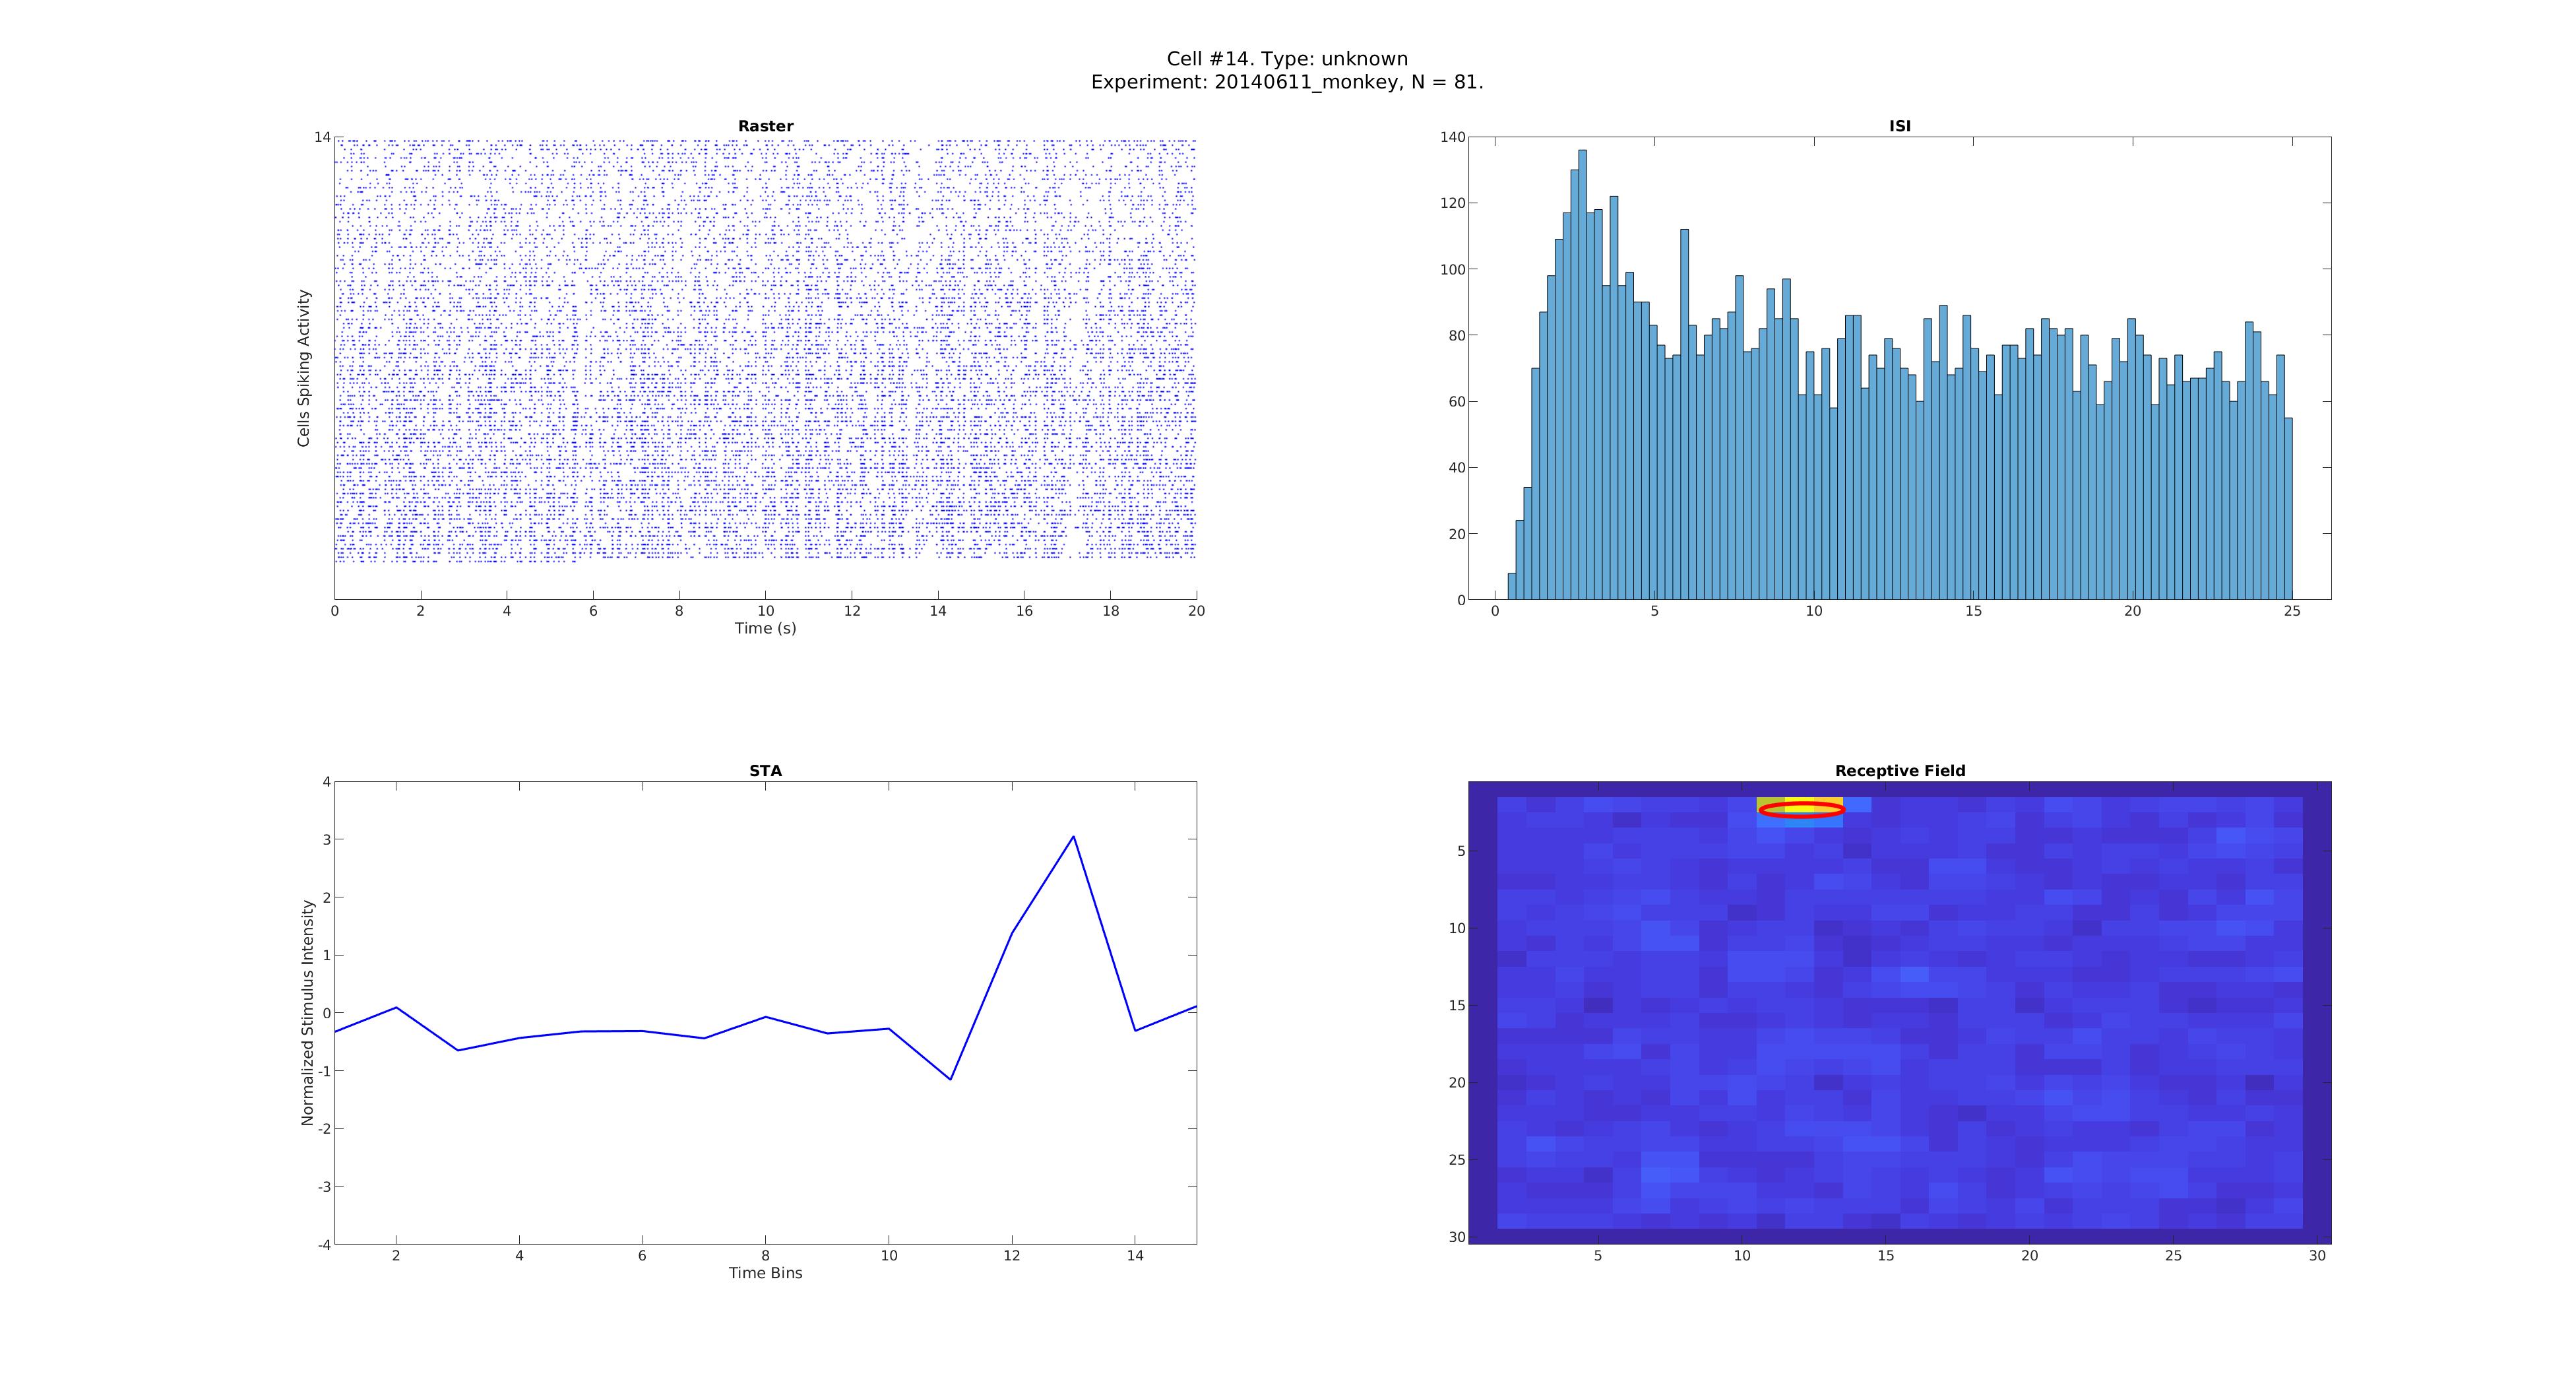 Cell #14. Type: unknown
Experiment: 20140611_monkey, N = 81.
Raster
14
Cells Spiking Activity
0 2 4 6 8 10 12 14 16 18 20
Time (s)
ISI
140
120
100
80
60
40
20
0
0 5 10 15 20 25
STA
4
3
2
1
0
-1
-2
-3
-4
Normalized Stimulus Intensity
2 4 6 8 10 12 14
Time Bins
Receptive Field
5
10
15
20
25
30
5 10 15 20 25 30